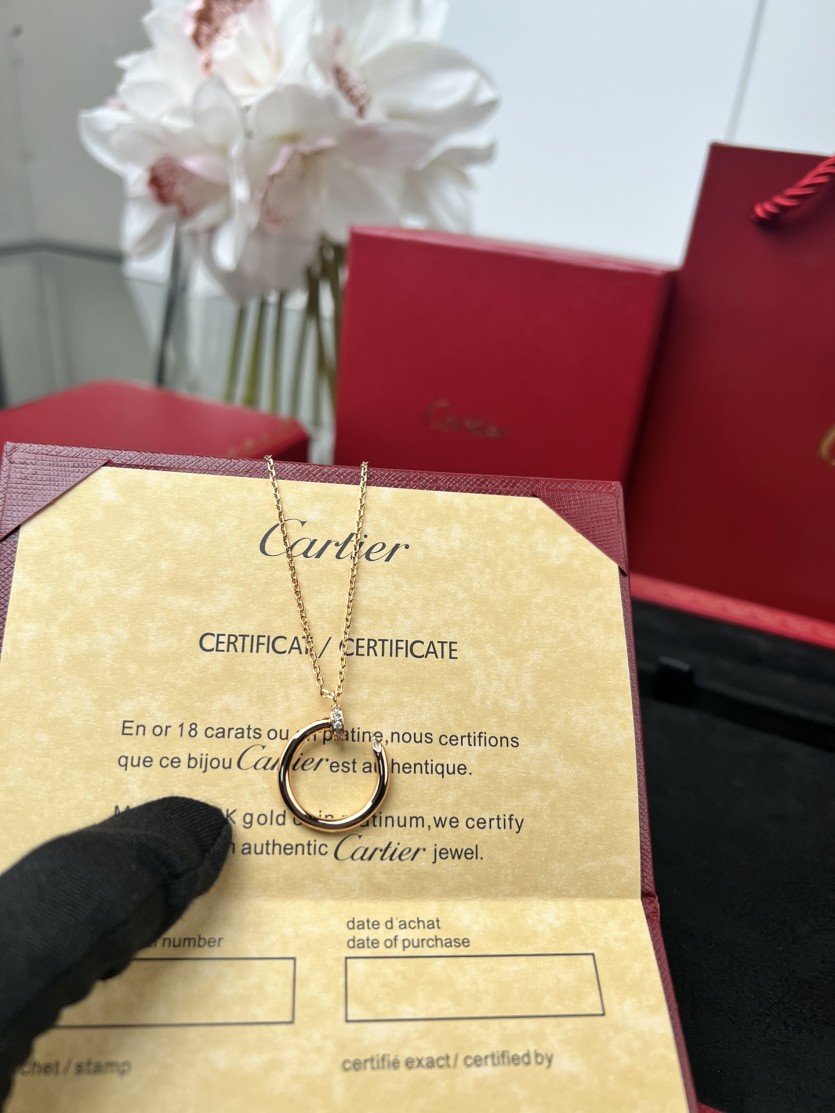 Cartier
Cartier
CERTIFICAT/ CERTIFICATE
En or 18 carats ou platine,nous certifions
que ce bijou Cartier est authentique.
K gold platinum,we certify
authentic Cartier jewel.
date d'achat
number
date of purchase
certifié exact/ certified by
/ stamp